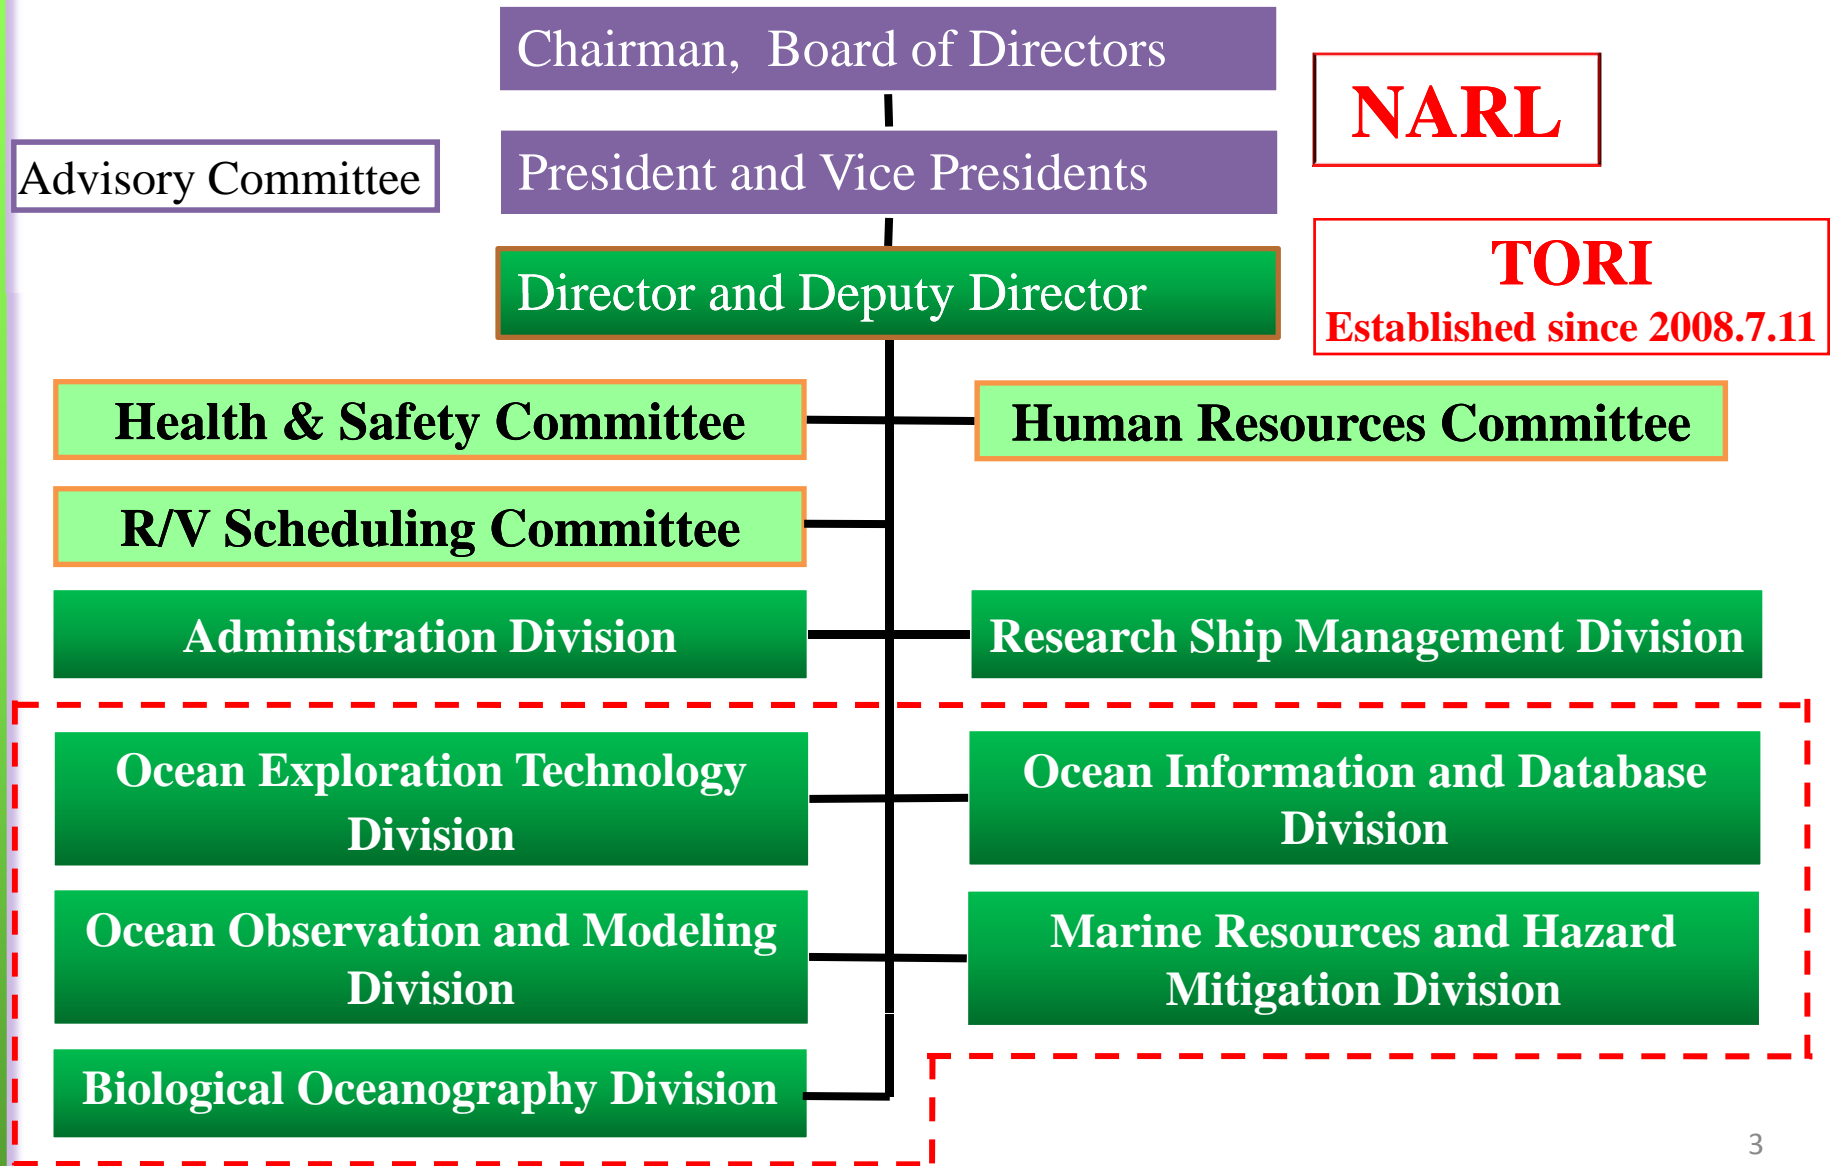 Chairman, Board of Directors
NARL
Advisory Committee
President and Vice Presidents
Director and Deputy Director
TORI
Established since 2008.7.11
Health & Safety Committee
Human Resources Committee
R/V Scheduling Committee
Administration Division
Research Ship Management Division
Ocean Exploration Technology
Division
Ocean Information and Database
Division
Ocean Observation and Modeling
Division
Marine Resources and Hazard
Mitigation Division
Biological Oceanography Division
3